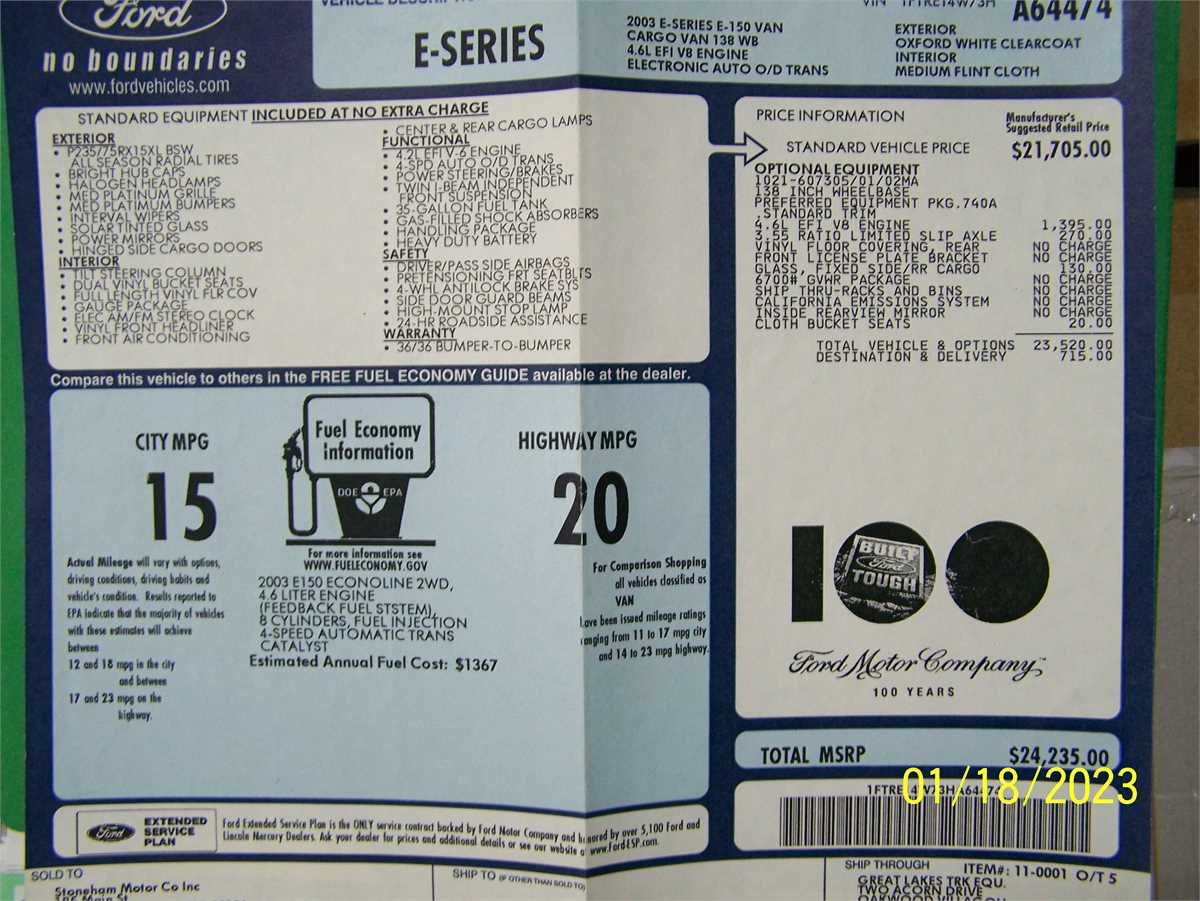 Ford
no boundaries
www.fordvehicles.com
E-SERIES
2003 E-SERIES E-150 VAN
CARGO VAN 138 WB
4.6L EFI V8 ENGINE
ELECTRONIC AUTO O/D TRANS
VIN 1FTRE14W73H A64474
EXTERIOR
OXFORD WHITE CLEARCOAT
INTERIOR
MEDIUM FLINT CLOTH
STANDARD EQUIPMENT INCLUDED AT NO EXTRA CHARGE
EXTERIOR
• P235/75RX15XL BSW
ALL SEASON RADIAL TIRES
• BRIGHT HUB CAPS
• HALOGEN HEADLAMPS
• MED PLATINUM GRILLE
• MED PLATIMUM BUMPERS
• INTERVAL WIPERS
• SOLAR TINTED GLASS
• POWER MIRRORS
• HINGED SIDE CARGO DOORS
INTERIOR
• TILT STEERING COLUMN
• DUAL VINYL BUCKET SEATS
• FULL LENGTH VINYL FLR COV
• GAUGE PACKAGE
• ELEC AM/FM STEREO CLOCK
• VINYL FRONT HEADLINER
• FRONT AIR CONDITIONING
• CENTER & REAR CARGO LAMPS
FUNCTIONAL
• 4.2L EFI V-6 ENGINE
• 4-SPD AUTO O/D TRANS
• POWER STEERING/BRAKES
• TWIN I-BEAM INDEPENDENT
FRONT SUSPENSION
• 35-GALLON FUEL TANK
• GAS-FILLED SHOCK ABSORBERS
• HANDLING PACKAGE
• HEAVY DUTY BATTERY
SAFETY
• DRIVER/PASS SIDE AIRBAGS
• PRETENSIONING FRT SEATBLTS
• 4-WHL ANTILOCK BRAKE SYS
• SIDE DOOR GUARD BEAMS
• HIGH-MOUNT STOP LAMP
• 24-HR ROADSIDE ASSISTANCE
WARRANTY
• 36/36 BUMPER-TO-BUMPER
PRICE INFORMATION
Manufacturer's
Suggested Retail Price
STANDARD VEHICLE PRICE $21,705.00
OPTIONAL EQUIPMENT
1021-607305/01/02MA
138 INCH WHEELBASE
PREFERRED EQUIPMENT PKG.740A
.STANDARD TRIM
4.6L EFI V8 ENGINE 1,395.00
3.55 RATIO LIMITED SLIP AXLE 270.00
VINYL FLOOR COVERING, REAR NO CHARGE
FRONT LICENSE PLATE BRACKET NO CHARGE
GLASS, FIXED SIDE/RR CARGO 130.00
6700# GVWR PACKAGE NO CHARGE
SHIP THRU-RACKS AND BINS NO CHARGE
CALIFORNIA EMISSIONS SYSTEM NO CHARGE
INSIDE REARVIEW MIRROR NO CHARGE
CLOTH BUCKET SEATS 20.00
TOTAL VEHICLE & OPTIONS 23,520.00
DESTINATION & DELIVERY 715.00
Compare this vehicle to others in the FREE FUEL ECONOMY GUIDE available at the dealer.
CITY MPG
15
Fuel Economy
Information
DOE EPA
HIGHWAY MPG
20
Actual Mileage will vary with options,
driving conditions, driving habits and
vehicle's condition. Results reported to
EPA indicate that the majority of vehicles
with these estimates will achieve
between
12 and 18 mpg in the city
and between
17 and 23 mpg on the
highway.
For more information see
WWW.FUELECONOMY.GOV
2003 E150 ECONOLINE 2WD,
4.6 LITER ENGINE
(FEEDBACK FUEL STSTEM),
8 CYLINDERS, FUEL INJECTION
4-SPEED AUTOMATIC TRANS
CATALYST
Estimated Annual Fuel Cost: $1367
For Comparison Shopping
all vehicles classified as
VAN
have been issued mileage ratings
ranging from 11 to 17 mpg city
and 14 to 23 mpg highway.
100
BUILT
Ford
TOUGH
Ford Motor Company™
100 YEARS
TOTAL MSRP $24,235.00
01/18/2023
1FTRE14W73HA64474
Ford
EXTENDED
SERVICE
PLAN
Ford Extended Service Plan is the ONLY service contract backed by Ford Motor Company and honored by over 5,100 Ford and
Lincoln Mercury Dealers. Ask your dealer for prices and additional details or see our website at www.Ford-ESP.com.
SOLD TO
Stoneham Motor Co Inc
Main St
SHIP TO (IF OTHER THAN SOLD TO)
SHIP THROUGH ITEM#: 11-0001 O/T 5
GREAT LAKES TRK EQU.
TWO ACORN DRIVE
OAKWOOD VILLAGE